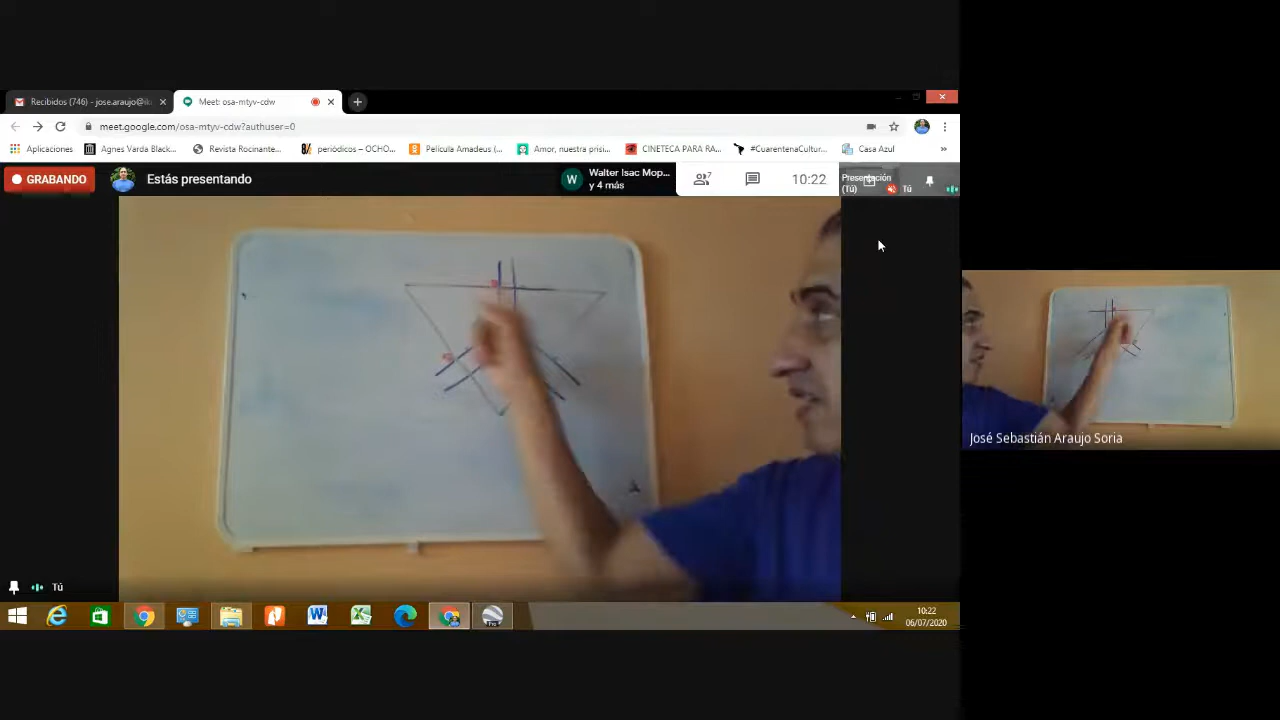 Recibidos (746) - jose.araujo@ik
Meet: osa-mtyv-cdw
meet.google.com/osa-mtyv-cdw?authuser=0
Aplicaciones
Agnes Varda Black...
Revista Rocinante...
periódicos – OCHO...
Película Amadeus (...
Amor, nuestra prisi...
CINETECA PARA RA...
#CuarentenaCultur...
Casa Azul
»
GRABANDO
Estás presentando
W
Walter Isac Mop...
y 4 más
7
10:22
Presentación
(Tú)
Tú
José Sebastián Araujo Soria
Tú
10:22
06/07/2020